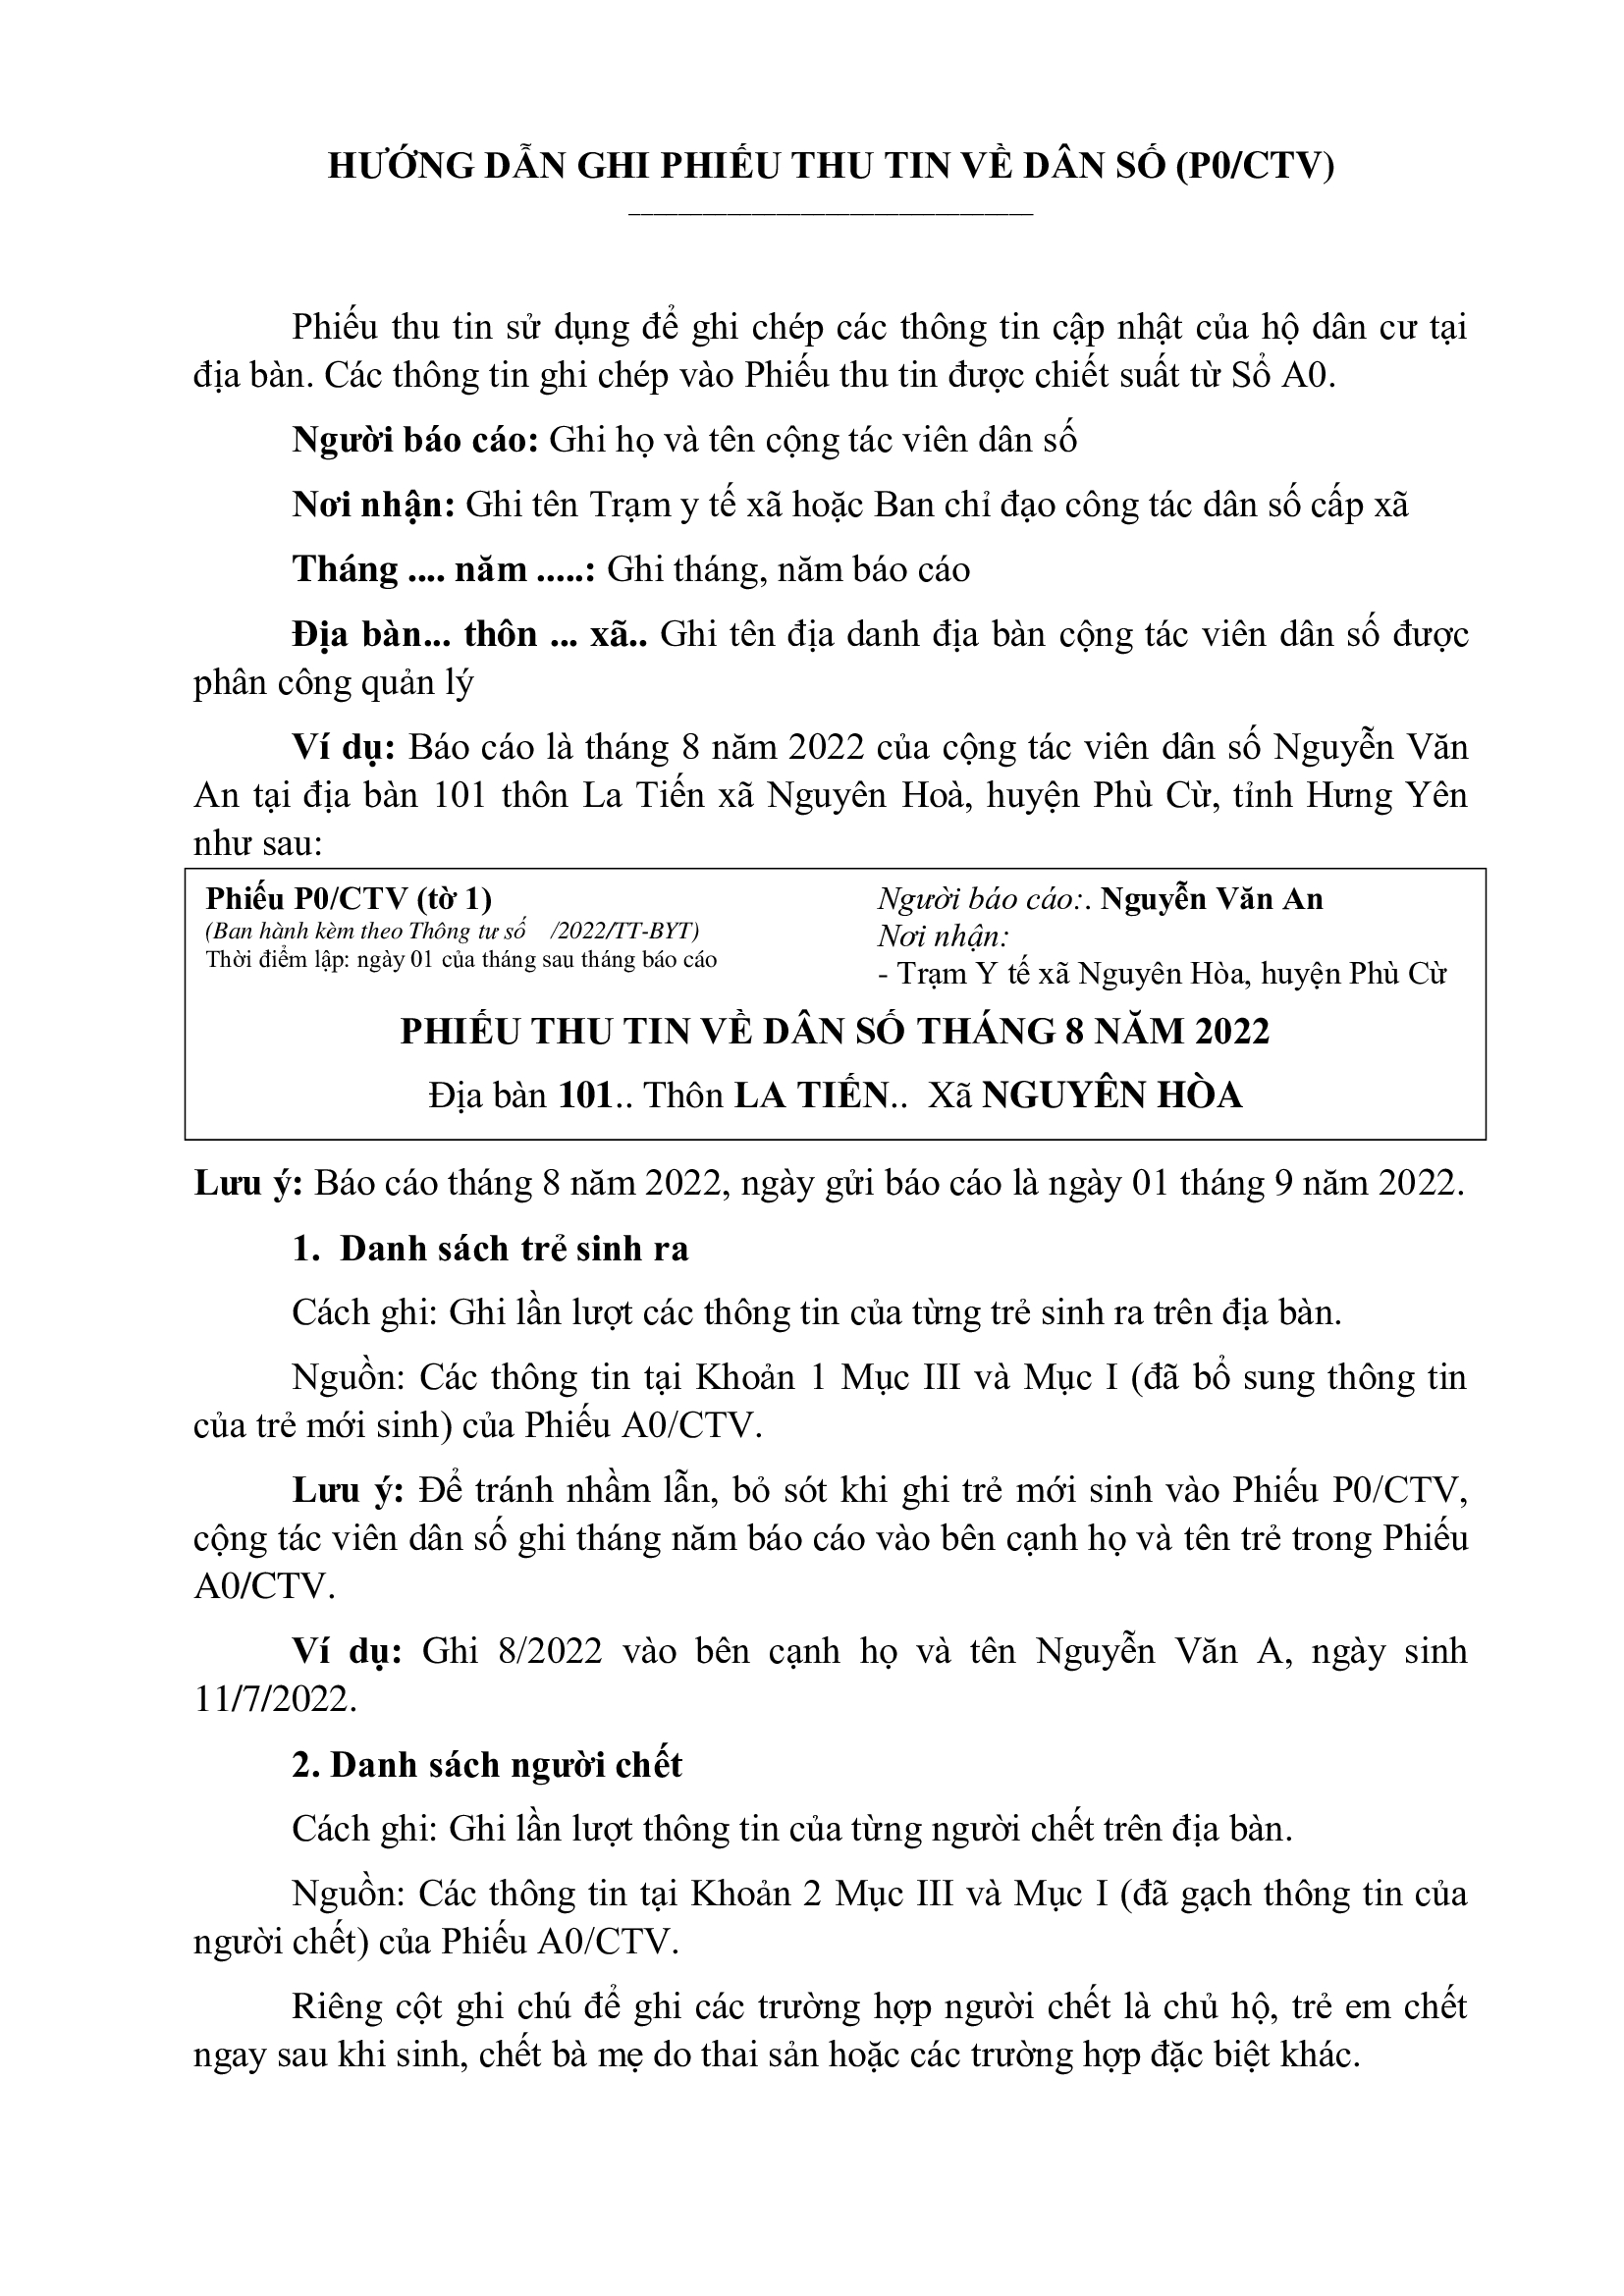 HƯỚNG DẪN GHI PHIẾU THU TIN VỀ DÂN SỐ (P0/CTV)
Phiếu thu tin sử dụng để ghi chép các thông tin cập nhật của hộ dân cư tại
địa bàn. Các thông tin ghi chép vào Phiếu thu tin được chiết suất từ Sổ A0.
Người báo cáo: Ghi họ và tên cộng tác viên dân số
Nơi nhận: Ghi tên Trạm y tế xã hoặc Ban chỉ đạo công tác dân số cấp xã
Tháng .... năm .....: Ghi tháng, năm báo cáo
Địa bàn... thôn ... xã.. Ghi tên địa danh địa bàn cộng tác viên dân số được
phân công quản lý
Ví dụ: Báo cáo là tháng 8 năm 2022 của cộng tác viên dân số Nguyễn Văn
An tại địa bàn 101 thôn La Tiến xã Nguyên Hoà, huyện Phù Cừ, tỉnh Hưng Yên
như sau:
Phiếu P0/CTV (tờ 1)
(Ban hành kèm theo Thông tư số /2022/TT-BYT)
Thời điểm lập: ngày 01 của tháng sau tháng báo cáo
Người báo cáo:. Nguyễn Văn An
Nơi nhận:
- Trạm Y tế xã Nguyên Hòa, huyện Phù Cừ
PHIẾU THU TIN VỀ DÂN SỐ THÁNG 8 NĂM 2022
Địa bàn 101.. Thôn LA TIẾN.. Xã NGUYÊN HÒA
Lưu ý: Báo cáo tháng 8 năm 2022, ngày gửi báo cáo là ngày 01 tháng 9 năm 2022.
1. Danh sách trẻ sinh ra
Cách ghi: Ghi lần lượt các thông tin của từng trẻ sinh ra trên địa bàn.
Nguồn: Các thông tin tại Khoản 1 Mục III và Mục I (đã bổ sung thông tin
của trẻ mới sinh) của Phiếu A0/CTV.
Lưu ý: Để tránh nhầm lẫn, bỏ sót khi ghi trẻ mới sinh vào Phiếu P0/CTV,
cộng tác viên dân số ghi tháng năm báo cáo vào bên cạnh họ và tên trẻ trong Phiếu
A0/CTV.
Ví dụ: Ghi 8/2022 vào bên cạnh họ và tên Nguyễn Văn A, ngày sinh
11/7/2022.
2. Danh sách người chết
Cách ghi: Ghi lần lượt thông tin của từng người chết trên địa bàn.
Nguồn: Các thông tin tại Khoản 2 Mục III và Mục I (đã gạch thông tin của
người chết) của Phiếu A0/CTV.
Riêng cột ghi chú để ghi các trường hợp người chết là chủ hộ, trẻ em chết
ngay sau khi sinh, chết bà mẹ do thai sản hoặc các trường hợp đặc biệt khác.